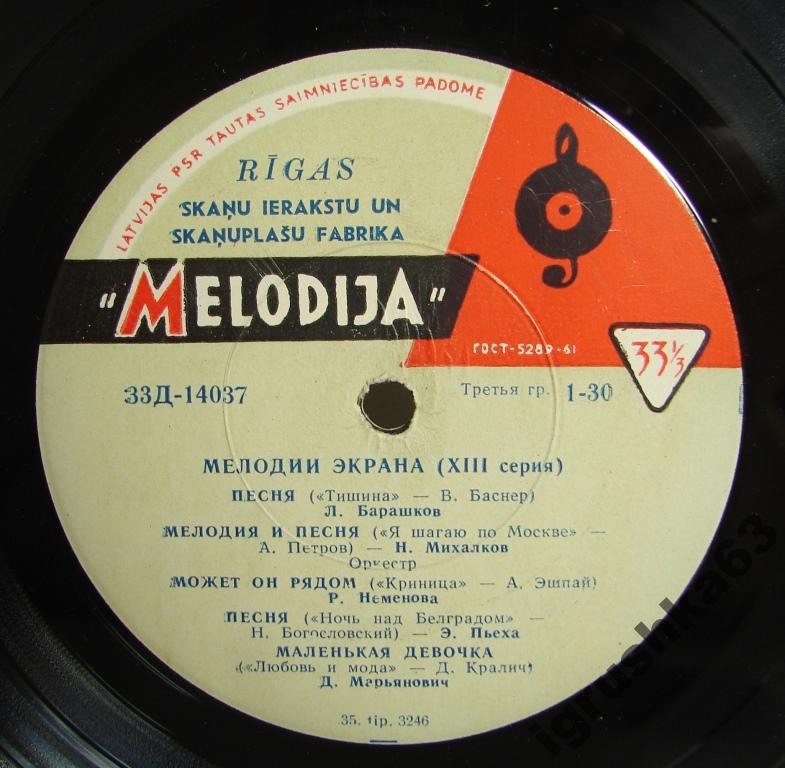 LATVIJAS PSR TAUTAS SAIMNIECĪBAS PADOME
RĪGAS
SKAŅU IERAKSTU UN
SKAŅUPLAŠU FABRIKA
"MELODIJA"
ГОСТ-5289-61
33 1/3
33Д-14037
Третья гр. 1-30
МЕЛОДИИ ЭКРАНА (XIII серия)
ПЕСНЯ («Тишина» — В. Баснер)
Л. Барашков
МЕЛОДИЯ И ПЕСНЯ («Я шагаю по Москве» —
А. Петров) — Н. Михалков
Оркестр
МОЖЕТ ОН РЯДОМ («Криница» — А. Эшпай)
Р. Неменова
ПЕСНЯ («Ночь над Белградом» —
Н. Богословский) — Э. Пьеха
МАЛЕНЬКАЯ ДЕВОЧКА
(«Любовь и мода» — Д. Кралич)
Д. Марьянович
35. tip. 3246
igrushka63